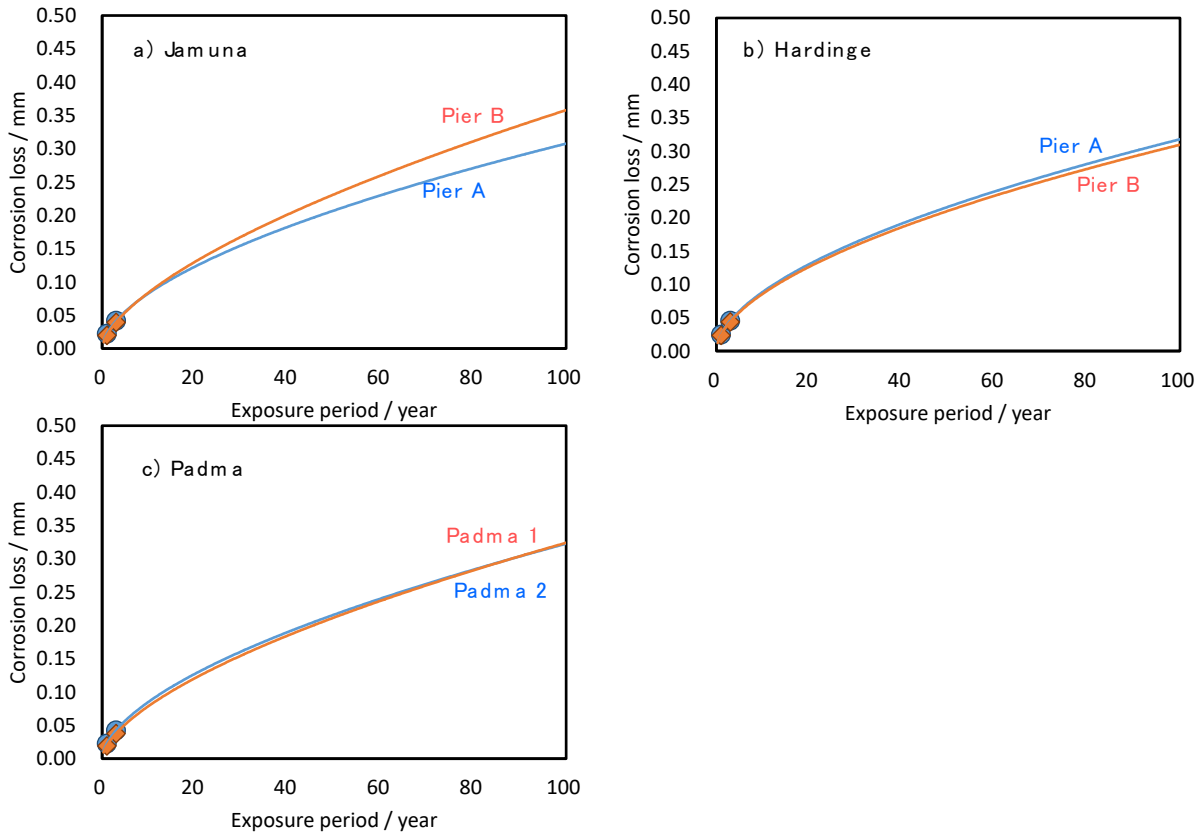 a) Jamuna
0.50
0.45
0.40
0.35
0.30
0.25
0.20
0.15
0.10
0.05
0.00
Corrosion loss / mm
Pier B
Pier A
0 20 40 60 80 100
Exposure period / year
b) Hardinge
0.50
0.45
0.40
0.35
0.30
0.25
0.20
0.15
0.10
0.05
0.00
Corrosion loss / mm
Pier A
Pier B
0 20 40 60 80 100
Exposure period / year
c) Padma
0.50
0.45
0.40
0.35
0.30
0.25
0.20
0.15
0.10
0.05
0.00
Corrosion loss / mm
Padma 1
Padma 2
0 20 40 60 80 100
Exposure period / year